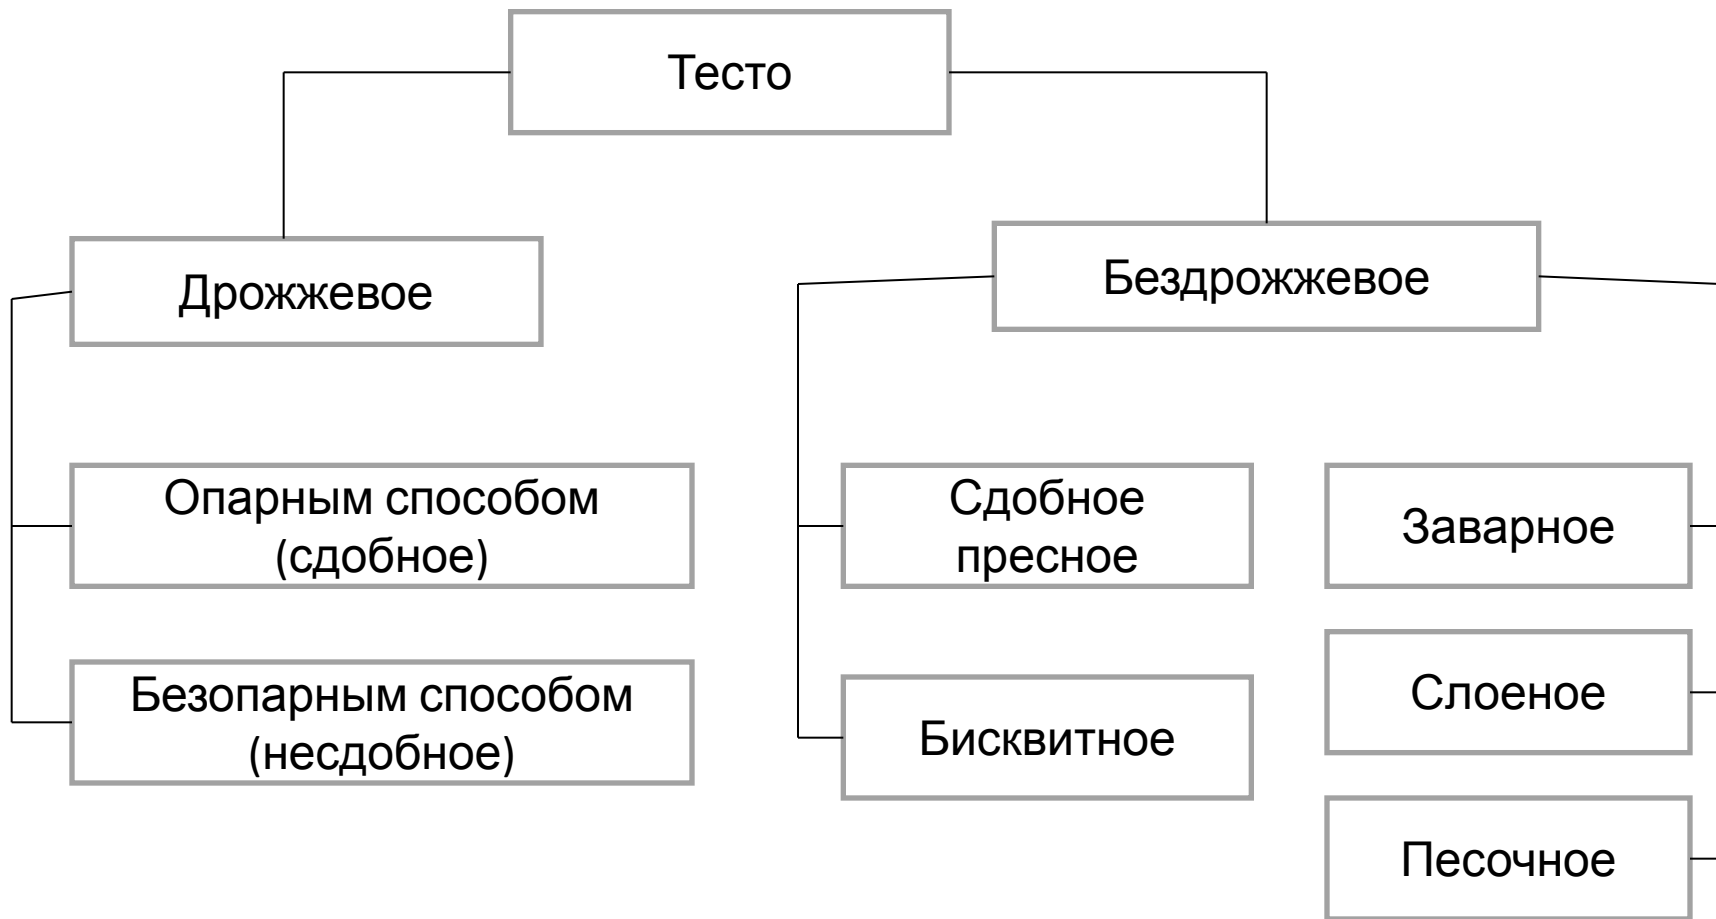 Тесто
Дрожжевое
Бездрожжевое
Опарным способом
(сдобное)
Безопарным способом
(несдобное)
Сдобное
пресное
Бисквитное
Заварное
Слоеное
Песочное